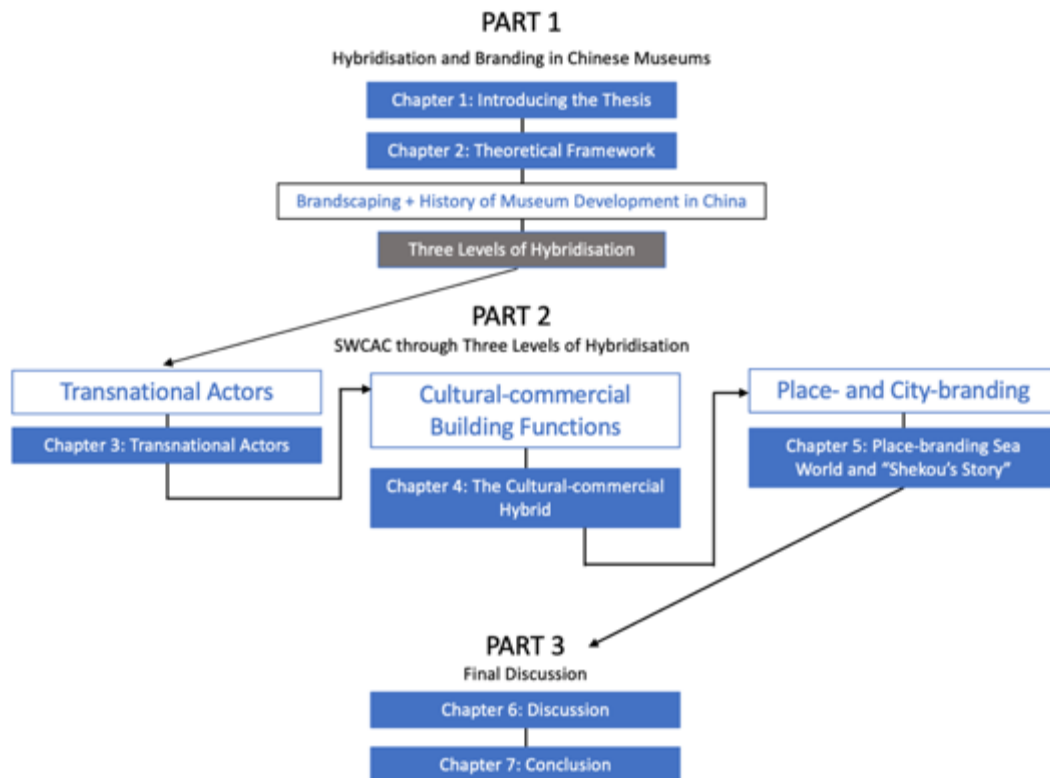 PART 1
Hybridisation and Branding in Chinese Museums
Chapter 1: Introducing the Thesis
Chapter 2: Theoretical Framework
Brandscaping + History of Museum Development in China
Three Levels of Hybridisation
PART 2
SWCAC through Three Levels of Hybridisation
Transnational Actors
Chapter 3: Transnational Actors
Cultural-commercial
Building Functions
Chapter 4: The Cultural-commercial
Hybrid
Place- and City-branding
Chapter 5: Place-branding Sea
World and “Shekou’s Story”
PART 3
Final Discussion
Chapter 6: Discussion
Chapter 7: Conclusion